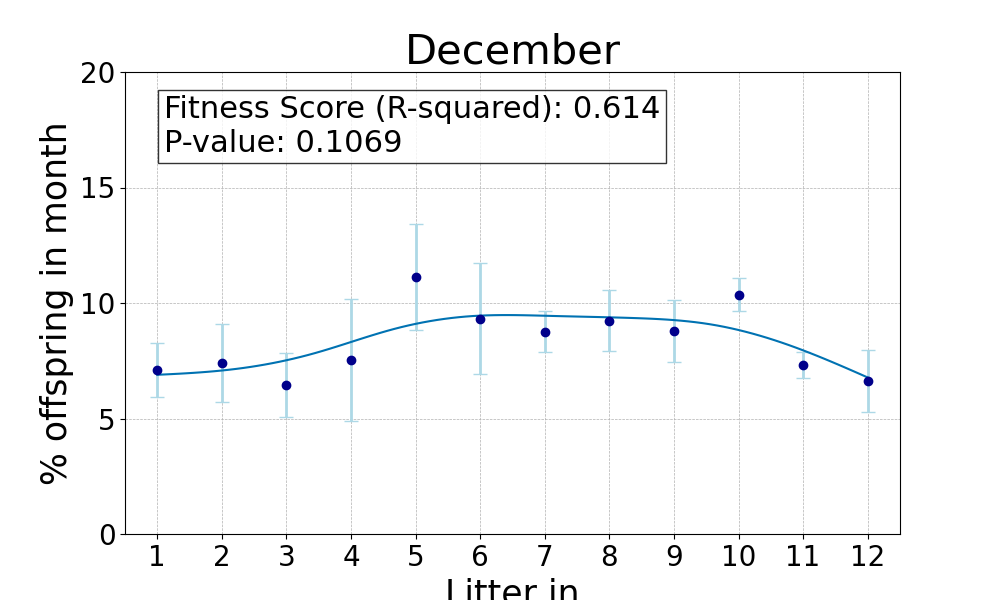 December
Fitness Score (R-squared): 0.614
P-value: 0.1069
% offspring in month
20
15
10
5
0
1 2 3 4 5 6 7 8 9 10 11 12
Litter in